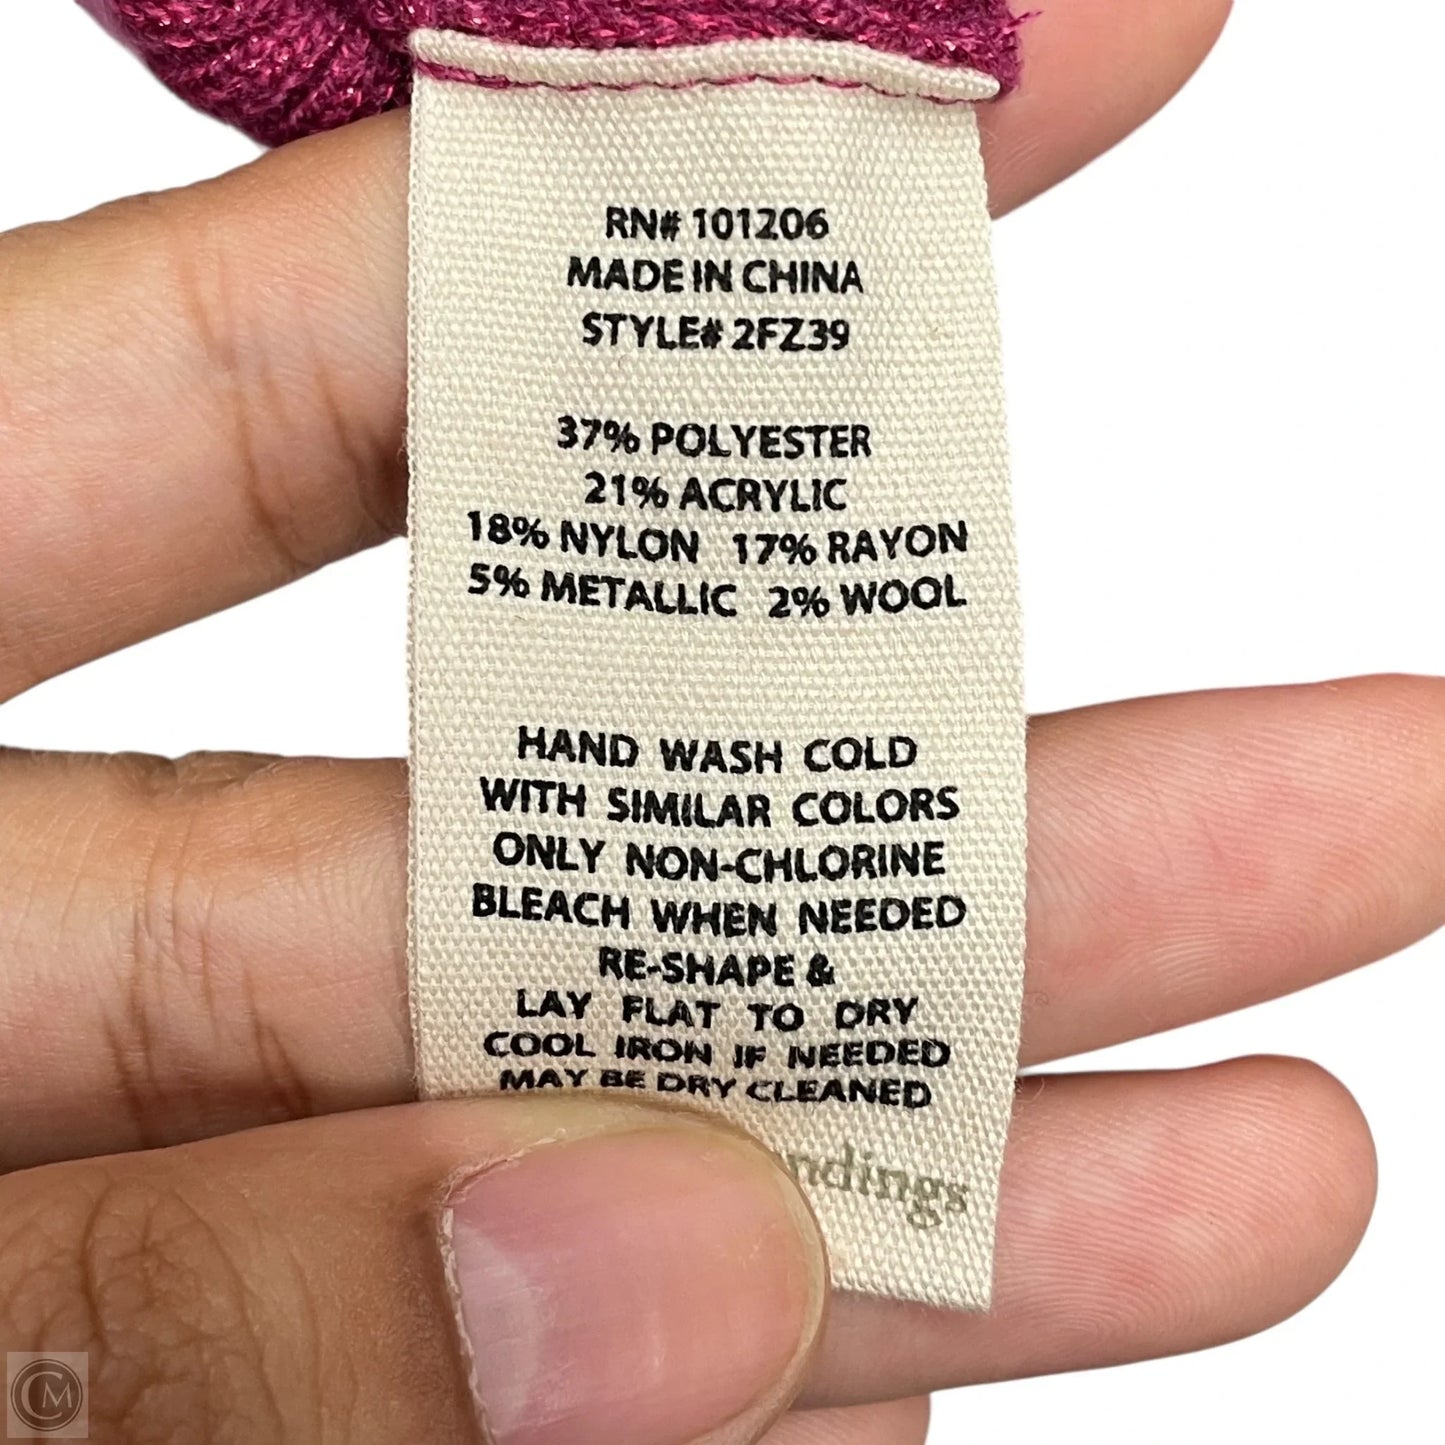 RN# 101206
MADE IN CHINA
STYLE# 2FZ39
37% POLYESTER
21% ACRYLIC
18% NYLON 17% RAYON
5% METALLIC 2% WOOL
HAND WASH COLD
WITH SIMILAR COLORS
ONLY NON-CHLORINE
BLEACH WHEN NEEDED
RE-SHAPE &
LAY FLAT TO DRY
COOL IRON IF NEEDED
MAY BE DRY CLEANED
CM